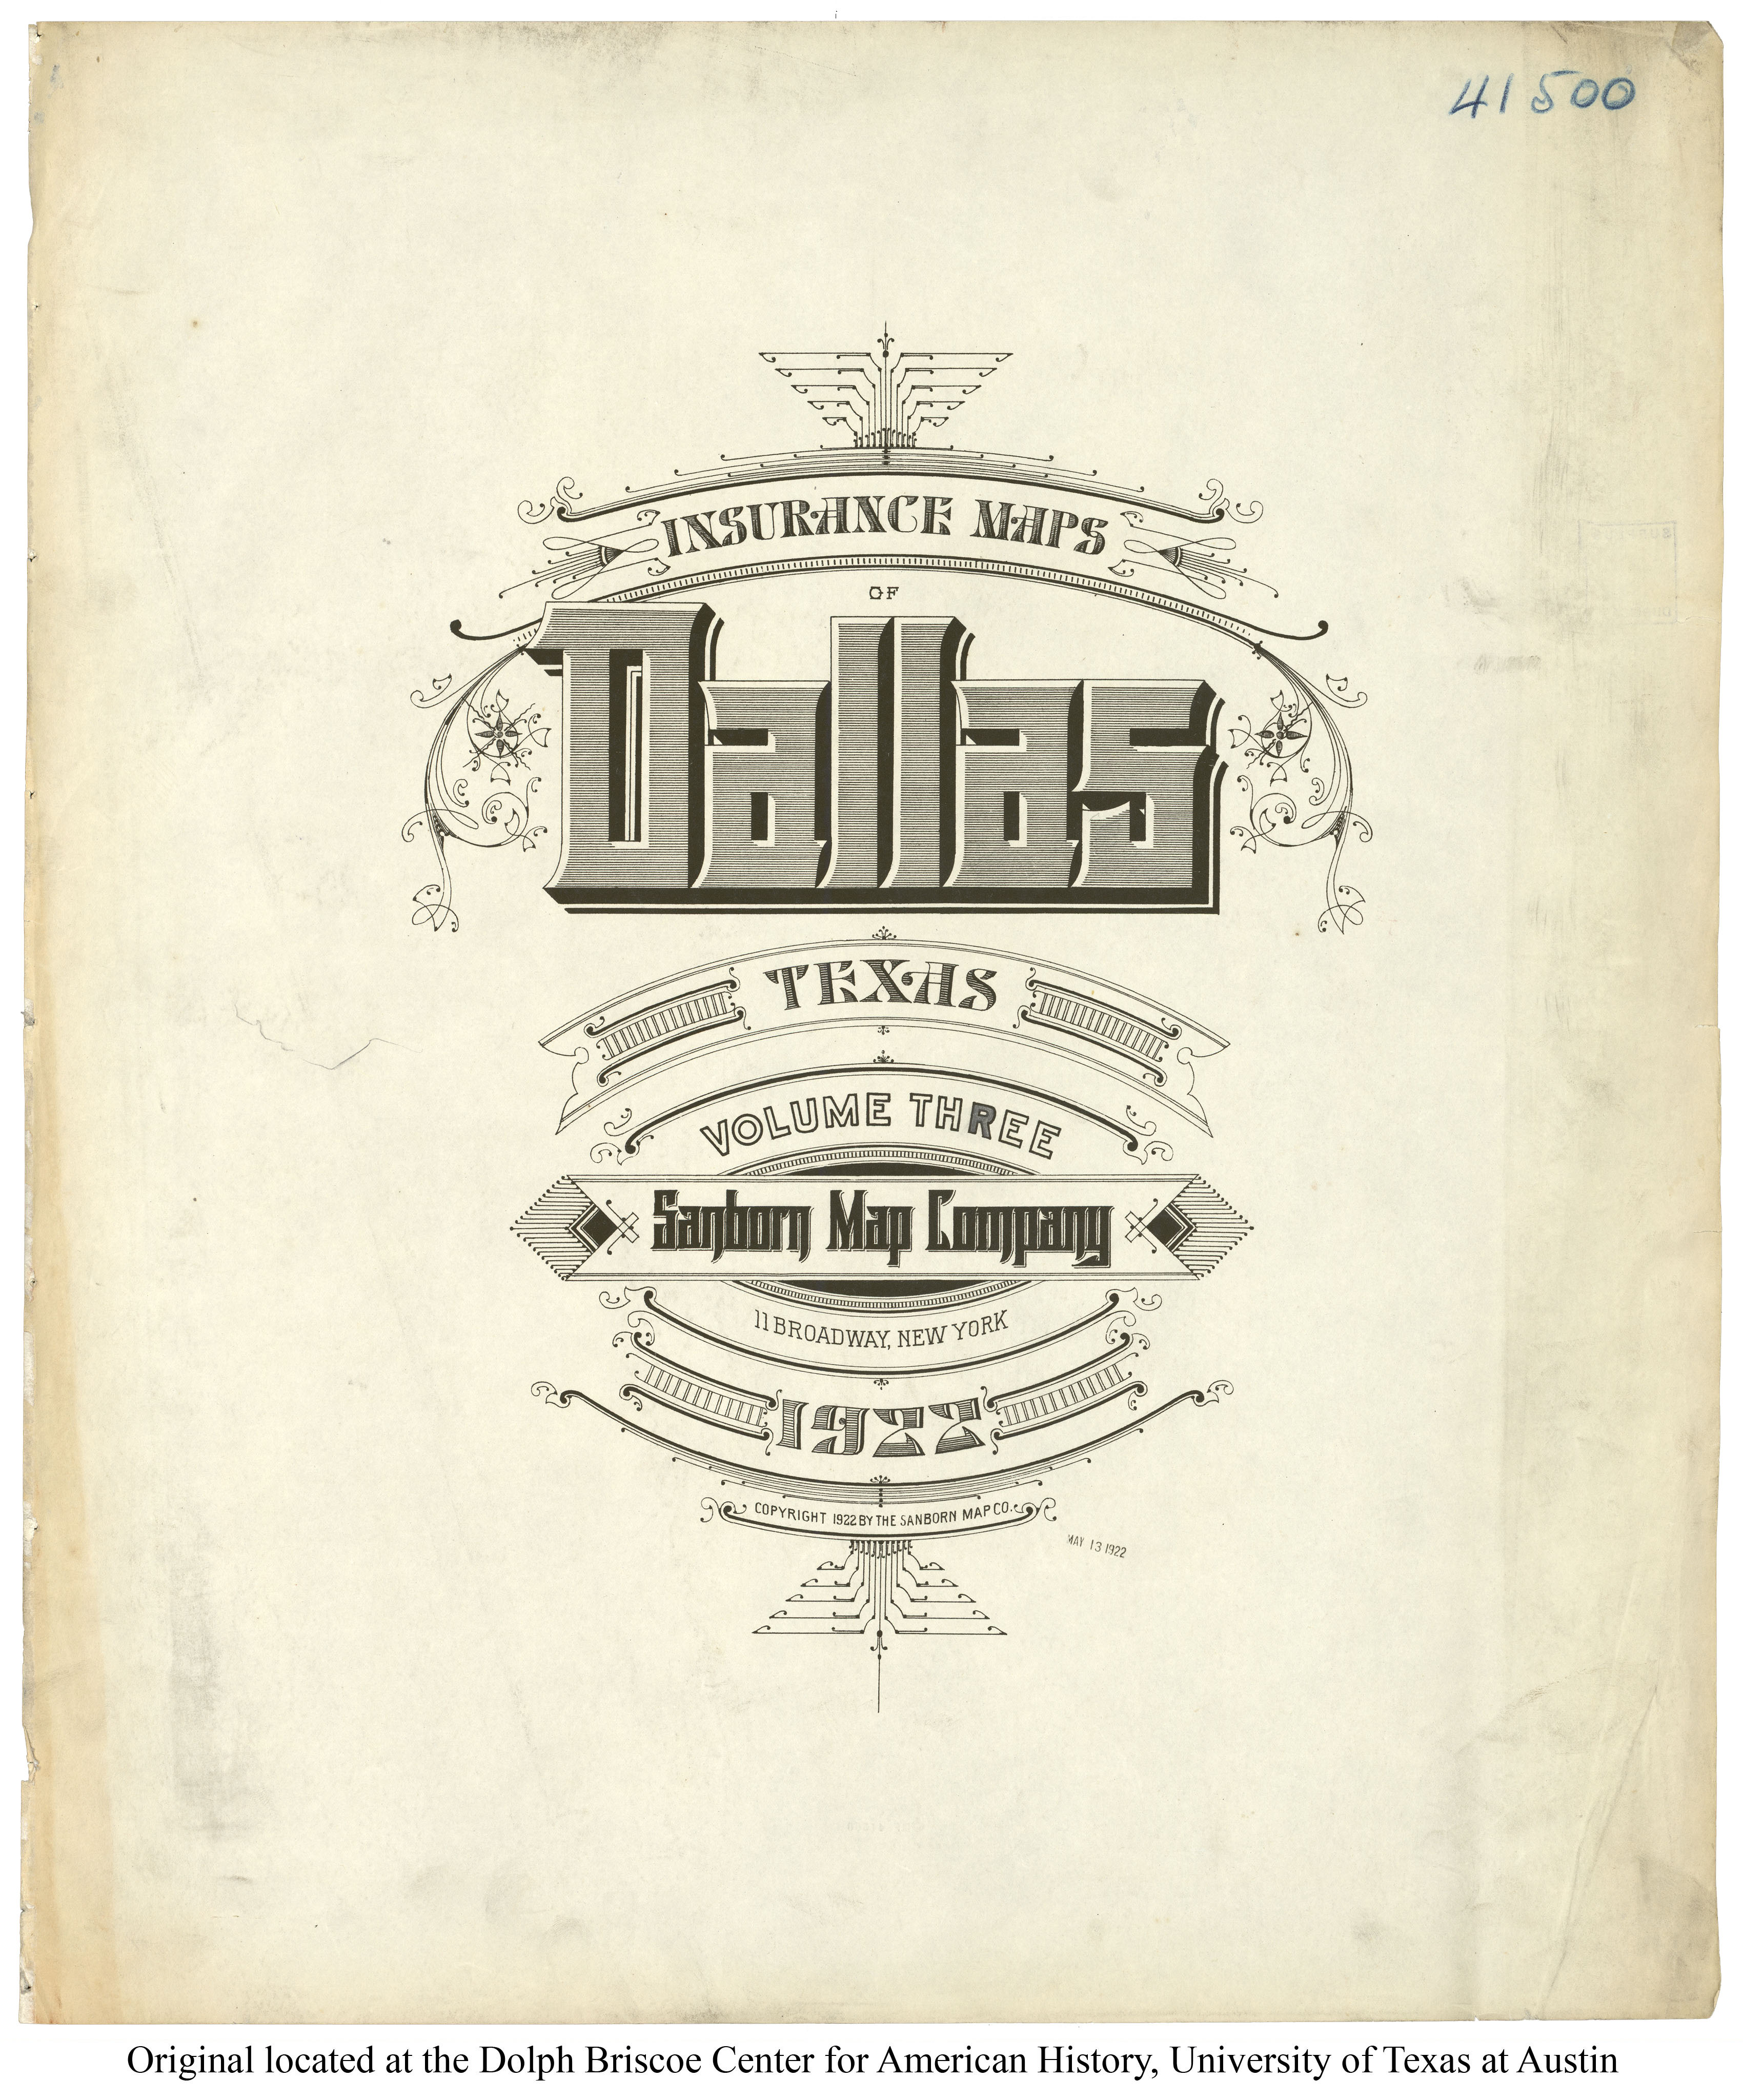 41500
INSURANCE MAPS
OF
Dallas
TEXAS
VOLUME THREE
Sanborn Map Company
11 BROADWAY, NEW YORK
1922
COPYRIGHT 1922 BY THE SANBORN MAP CO.
MAY 13 1922
Original located at the Dolph Briscoe Center for American History, University of Texas at Austin